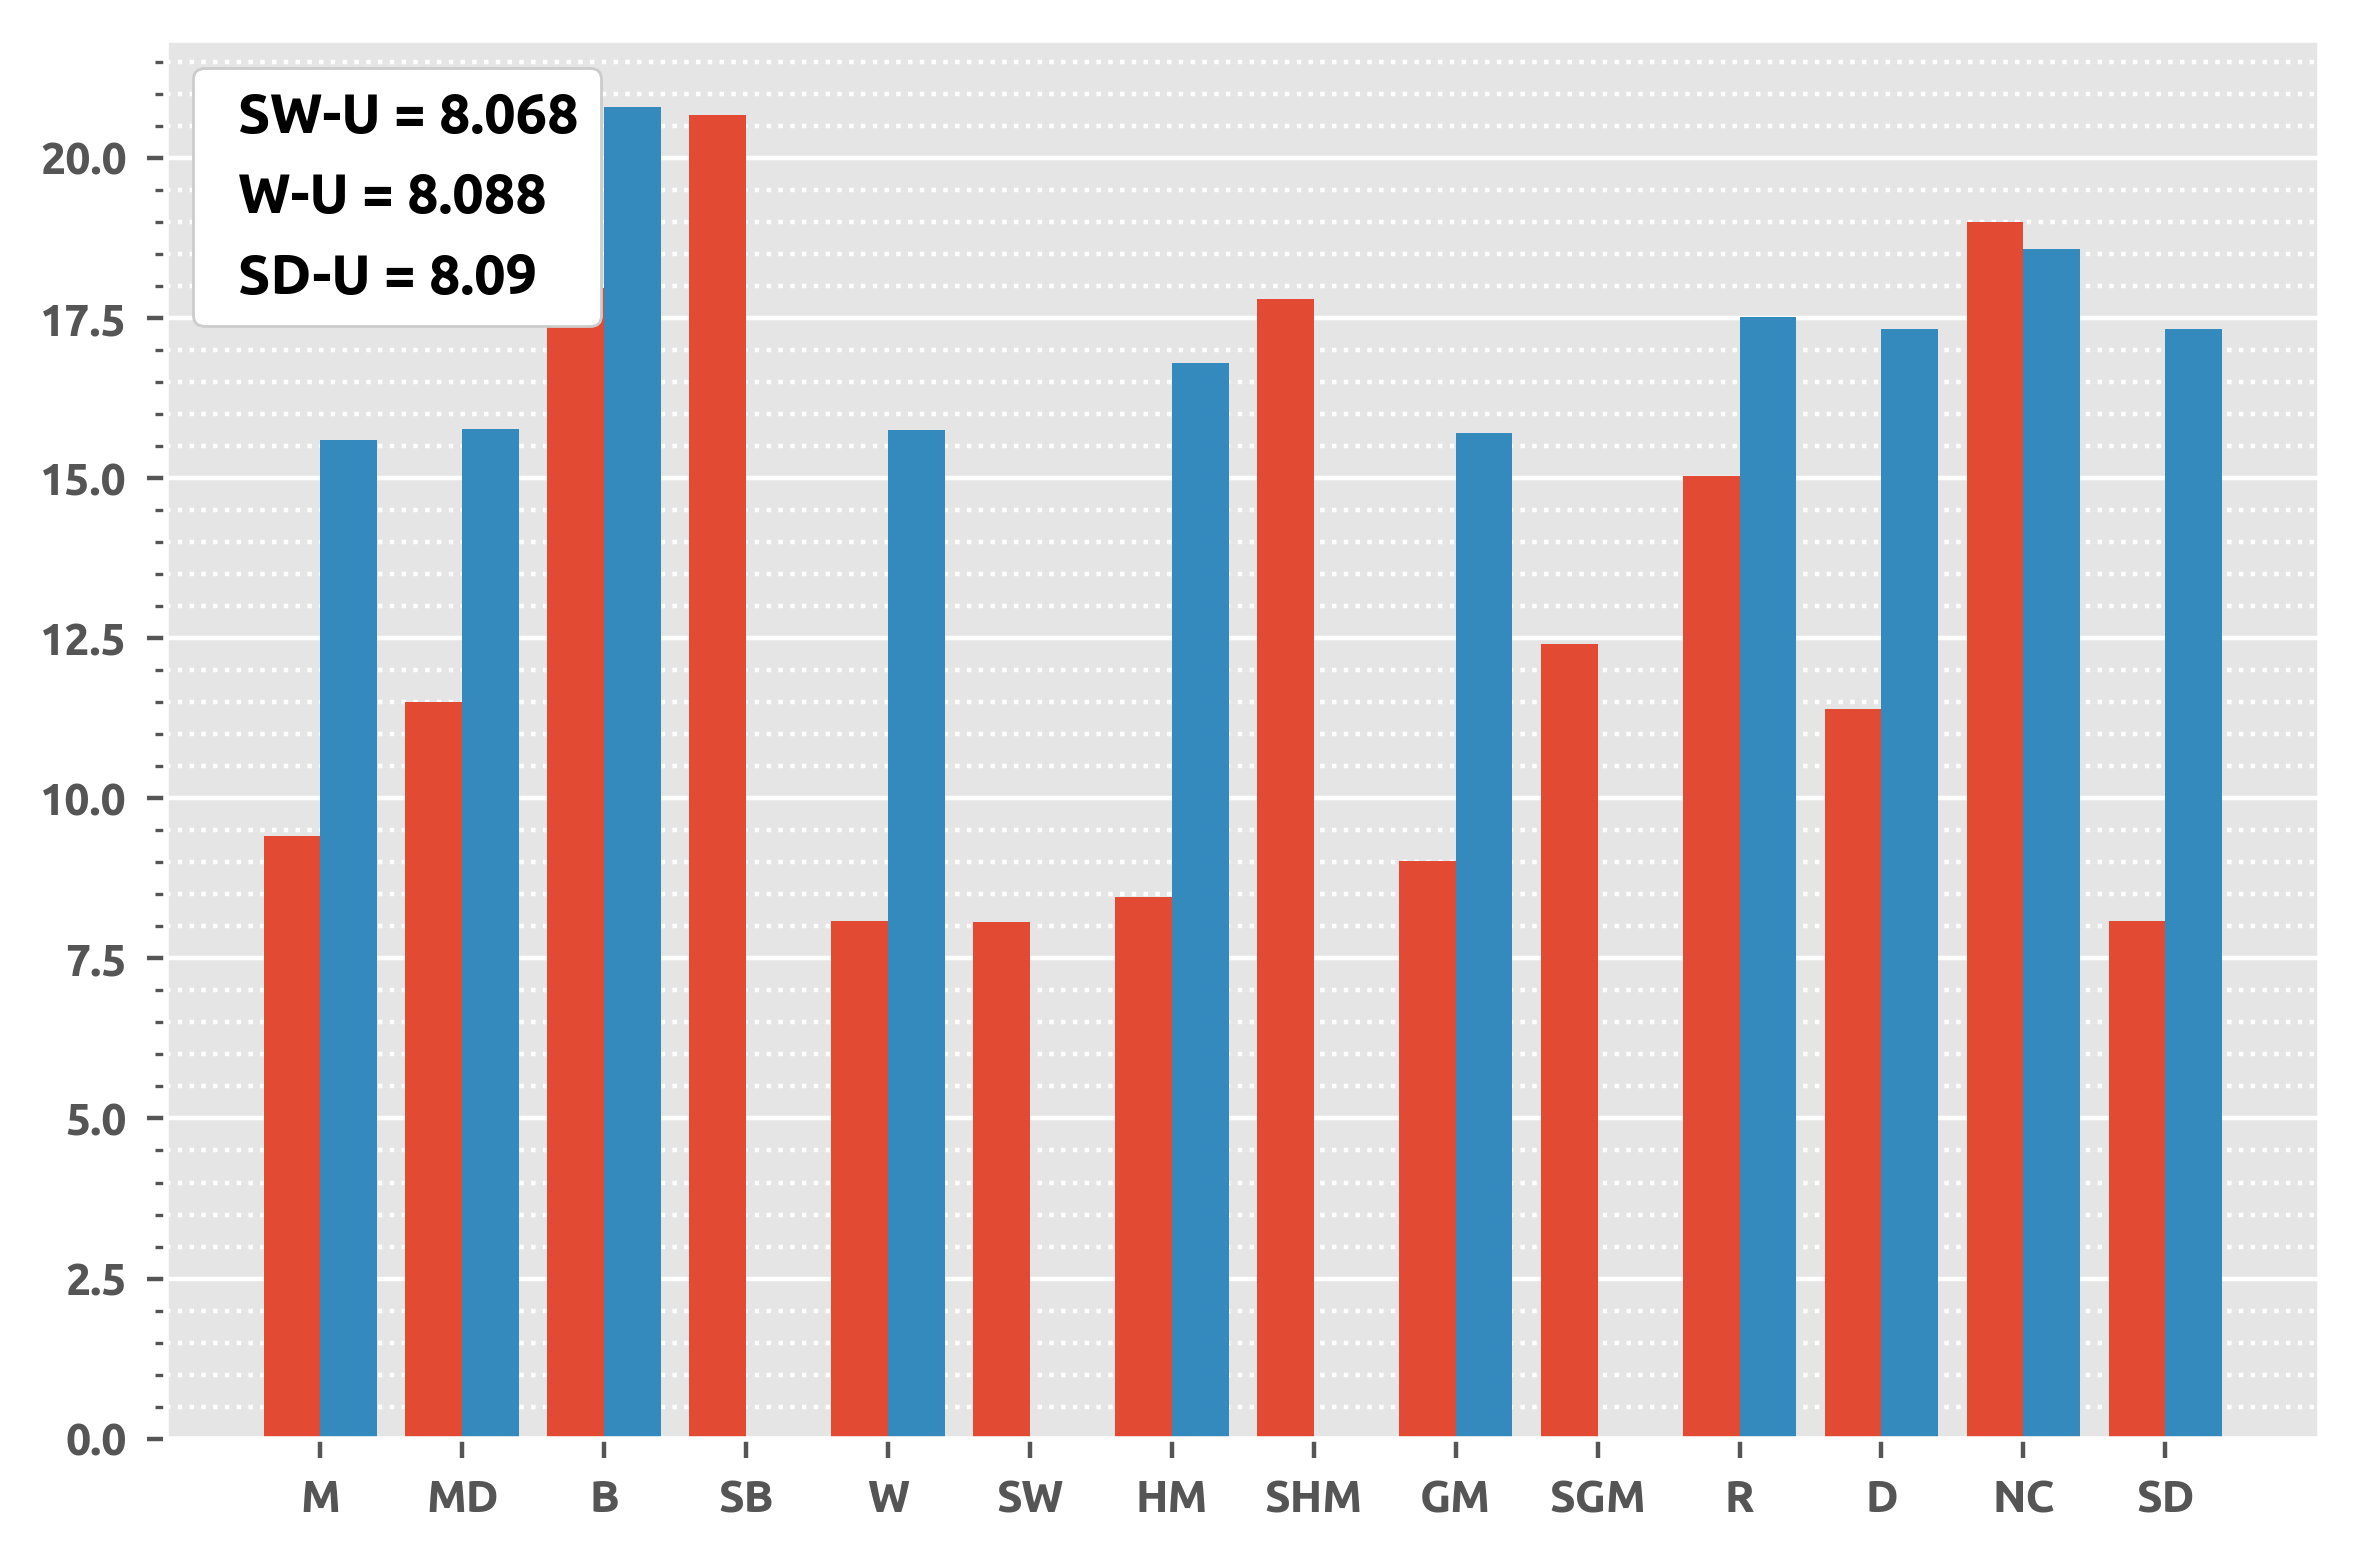 SW-U = 8.068
W-U = 8.088
SD-U = 8.09
20.0
17.5
15.0
12.5
10.0
7.5
5.0
2.5
0.0
M MD B SB W SW HM SHM GM SGM R D NC SD